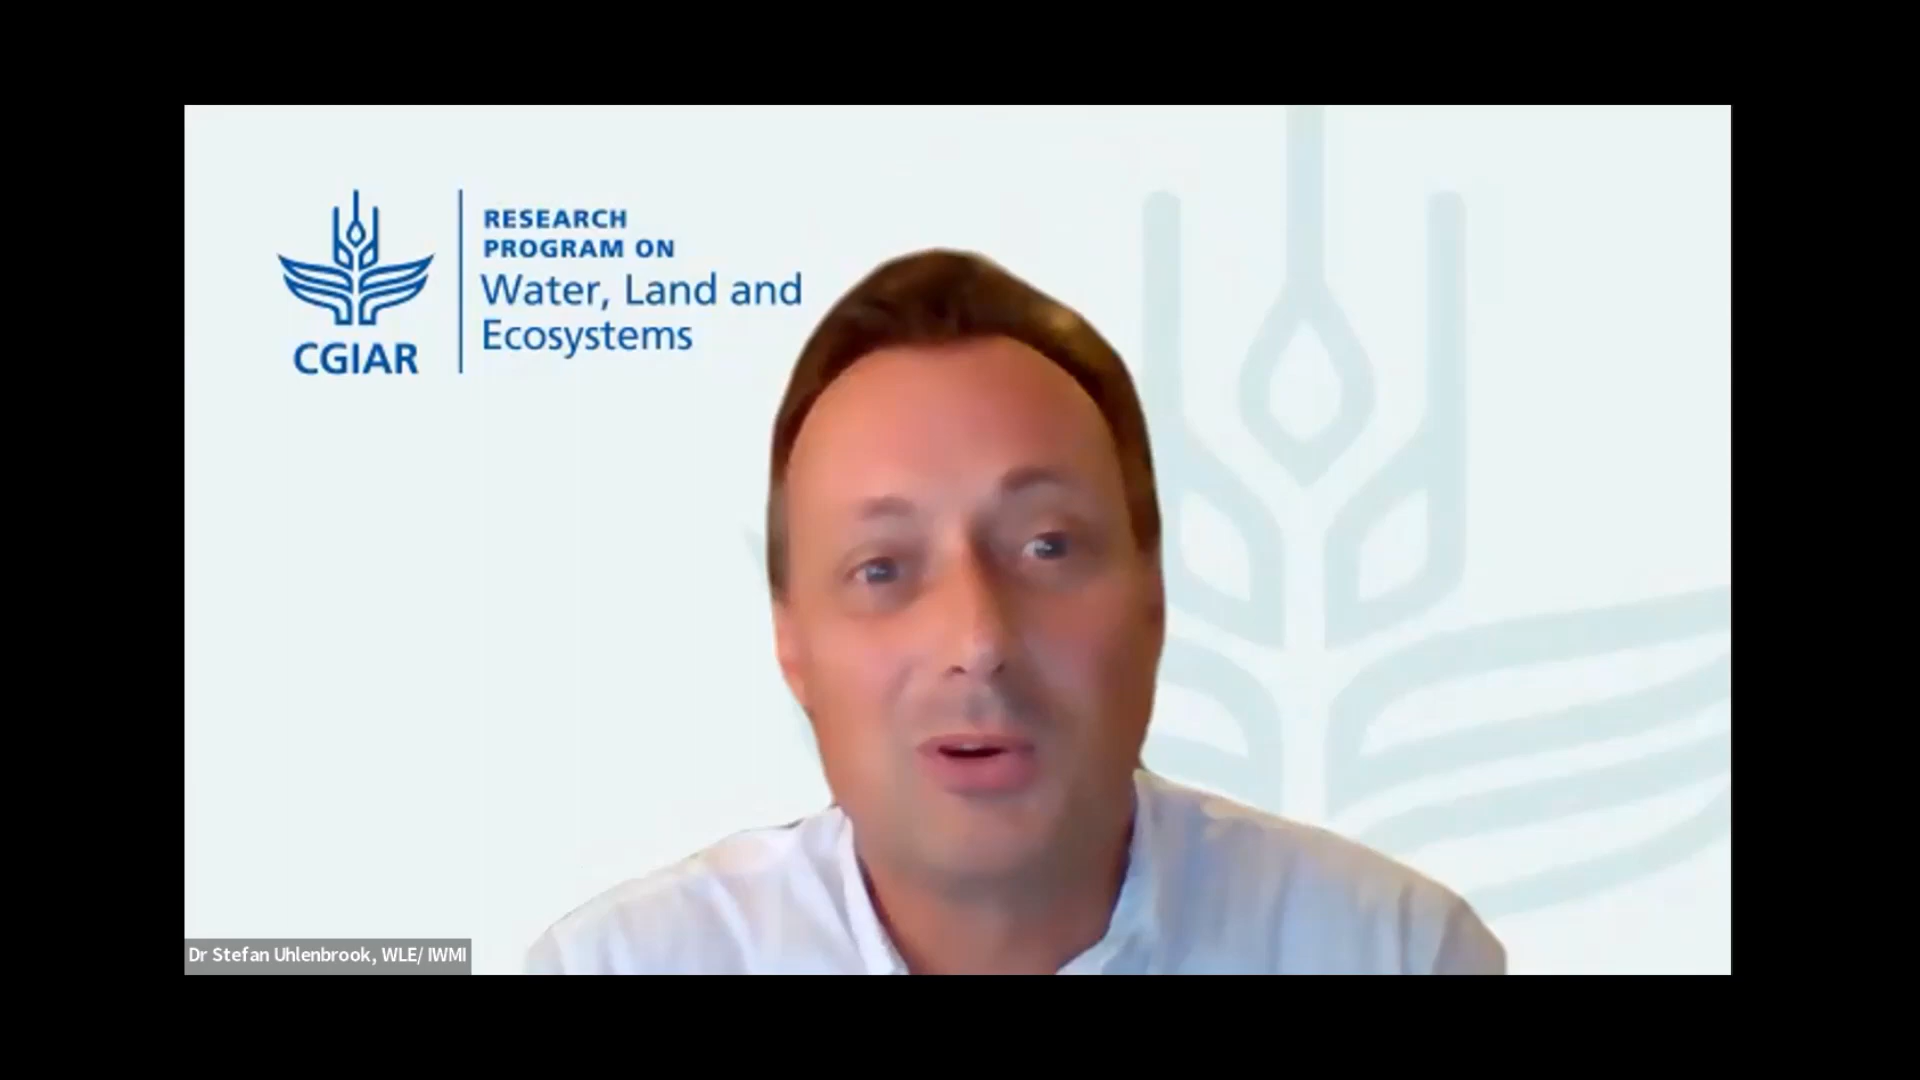 RESEARCH
PROGRAM ON
Water, Land and
Ecosystems
CGIAR
Dr Stefan Uhlenbrook, WLE/ IWMI